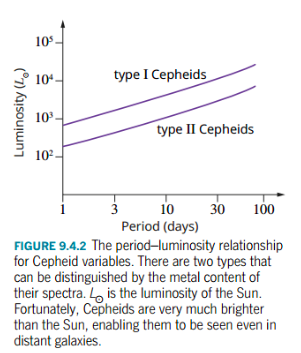 10⁵
10⁴
10³
10²
Luminosity (L⊙)
type I Cepheids
type II Cepheids
1 3 10 30 100
Period (days)
FIGURE 9.4.2 The period–luminosity relationship
for Cepheid variables. There are two types that
can be distinguished by the metal content of
their spectra. L⊙ is the luminosity of the Sun.
Fortunately, Cepheids are very much brighter
than the Sun, enabling them to be seen even in
distant galaxies.